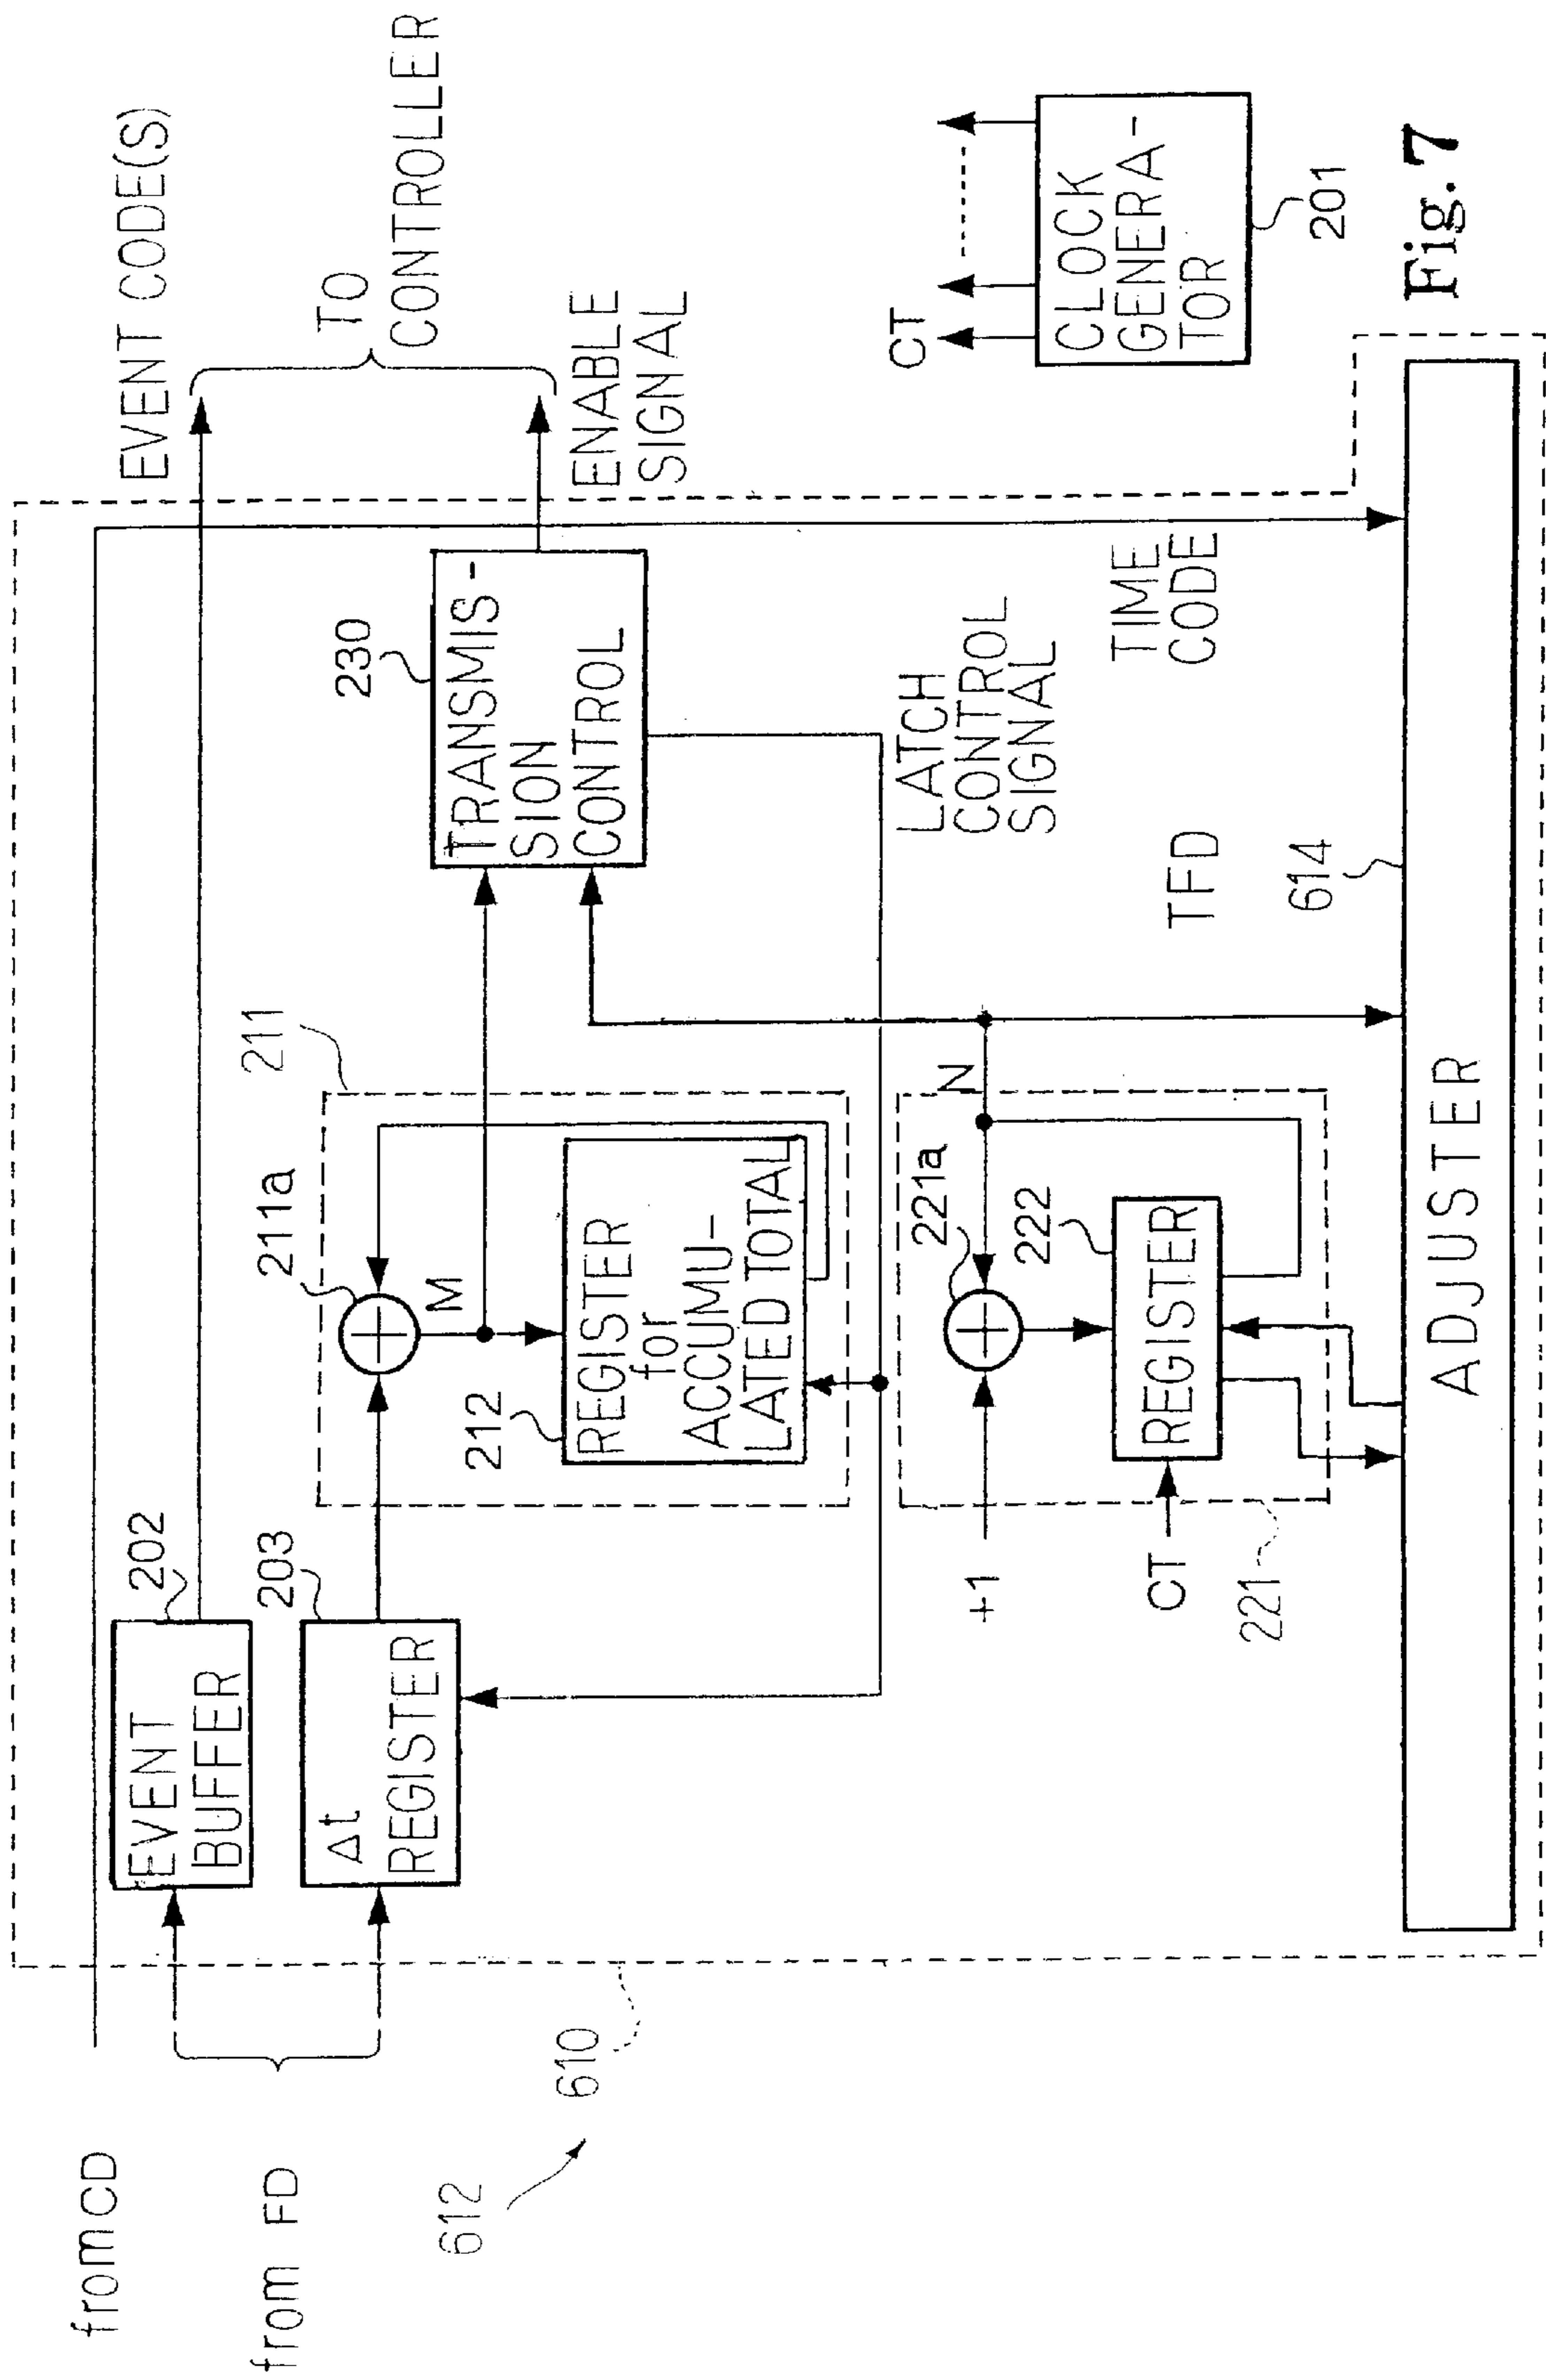 from CD
from FD
612
610
EVENT
BUFFER
202
Δt
REGISTER
203
EVENT CODE(S)
TO
CONTROLLER
ENABLE
SIGNAL
211
211a
M
212
REGISTER
for
ACCUMU-
LATED TOTAL
230
TRANSMIS-
SION
CONTROL
LATCH
CONTROL
SIGNAL
TIME
CODE
TFD
N
221a
+1
222
REGISTER
CT
221
614
ADJUSTER
CT
CLOCK
GENERA-
TOR
201
Fig. 7